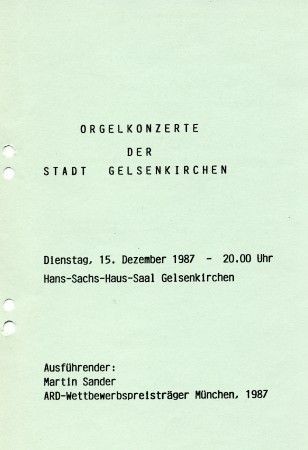 ORGELKONZERTE
DER
STADT GELSENKIRCHEN
Dienstag, 15. Dezember 1987 - 20.00 Uhr
Hans-Sachs-Haus-Saal Gelsenkirchen
Ausführender:
Martin Sander
ARD-Wettbewerbspreisträger München, 1987